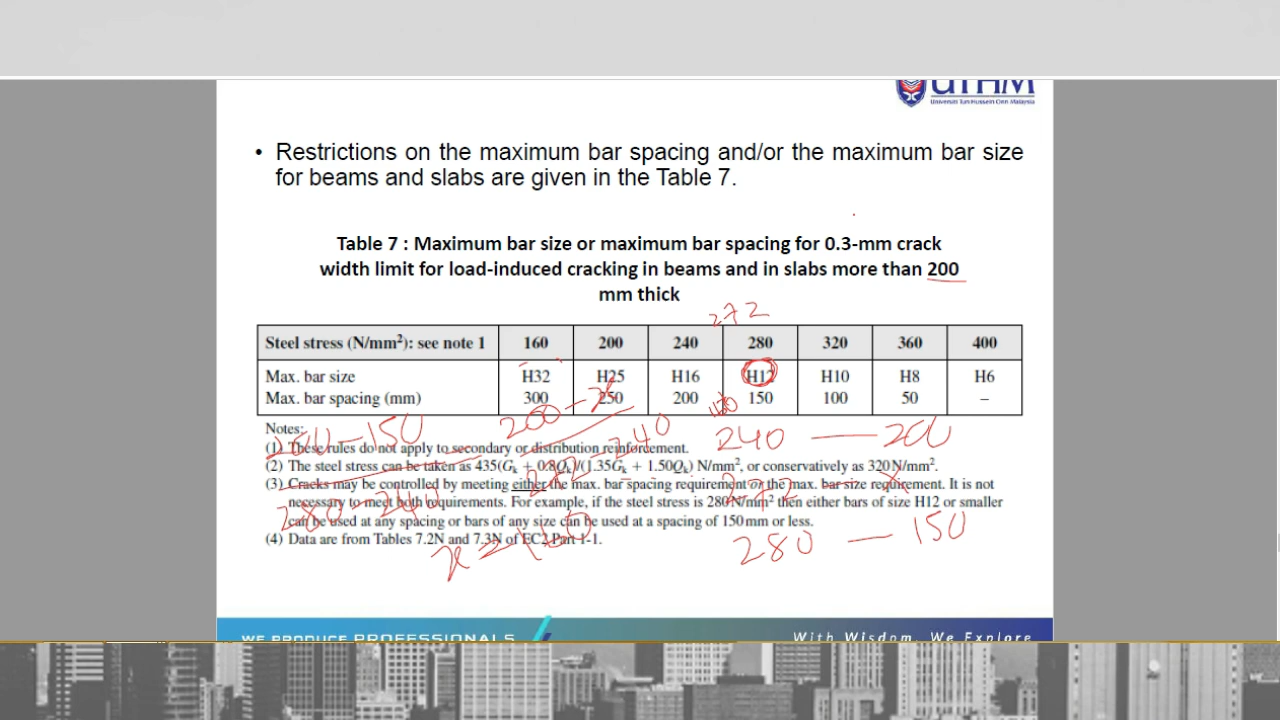 UTHM
Universiti Tun Hussein Onn Malaysia
• Restrictions on the maximum bar spacing and/or the maximum bar size
for beams and slabs are given in the Table 7.
Table 7 : Maximum bar size or maximum bar spacing for 0.3-mm crack
width limit for load-induced cracking in beams and in slabs more than 200
mm thick
272
Steel stress (N/mm²): see note 1 160 200 240 280 320 360 400
Max. bar size H32 H25 H16 H12 H10 H8 H6
Max. bar spacing (mm) 300 250 200 150 100 50 –
Notes:
(1) These rules do not apply to secondary or distribution reinforcement.
(2) The steel stress can be taken as 435(Gk + 0.8Qk)/(1.35Gk + 1.50Qk) N/mm², or conservatively as 320 N/mm².
(3) Cracks may be controlled by meeting either the max. bar spacing requirement or the max. bar size requirement. It is not
necessary to meet both requirements. For example, if the steel stress is 280 N/mm² then either bars of size H12 or smaller
can be used at any spacing or bars of any size can be used at a spacing of 150 mm or less.
(4) Data are from Tables 7.2N and 7.3N of EC2 Part 1-1.
200 – 150
280 – 240
200 – x
272 – 240
x = 160
160
240 — 200
272 — x
280 — 150
WE PRODUCE PROFESSIONALS
With Wisdom, We Explore